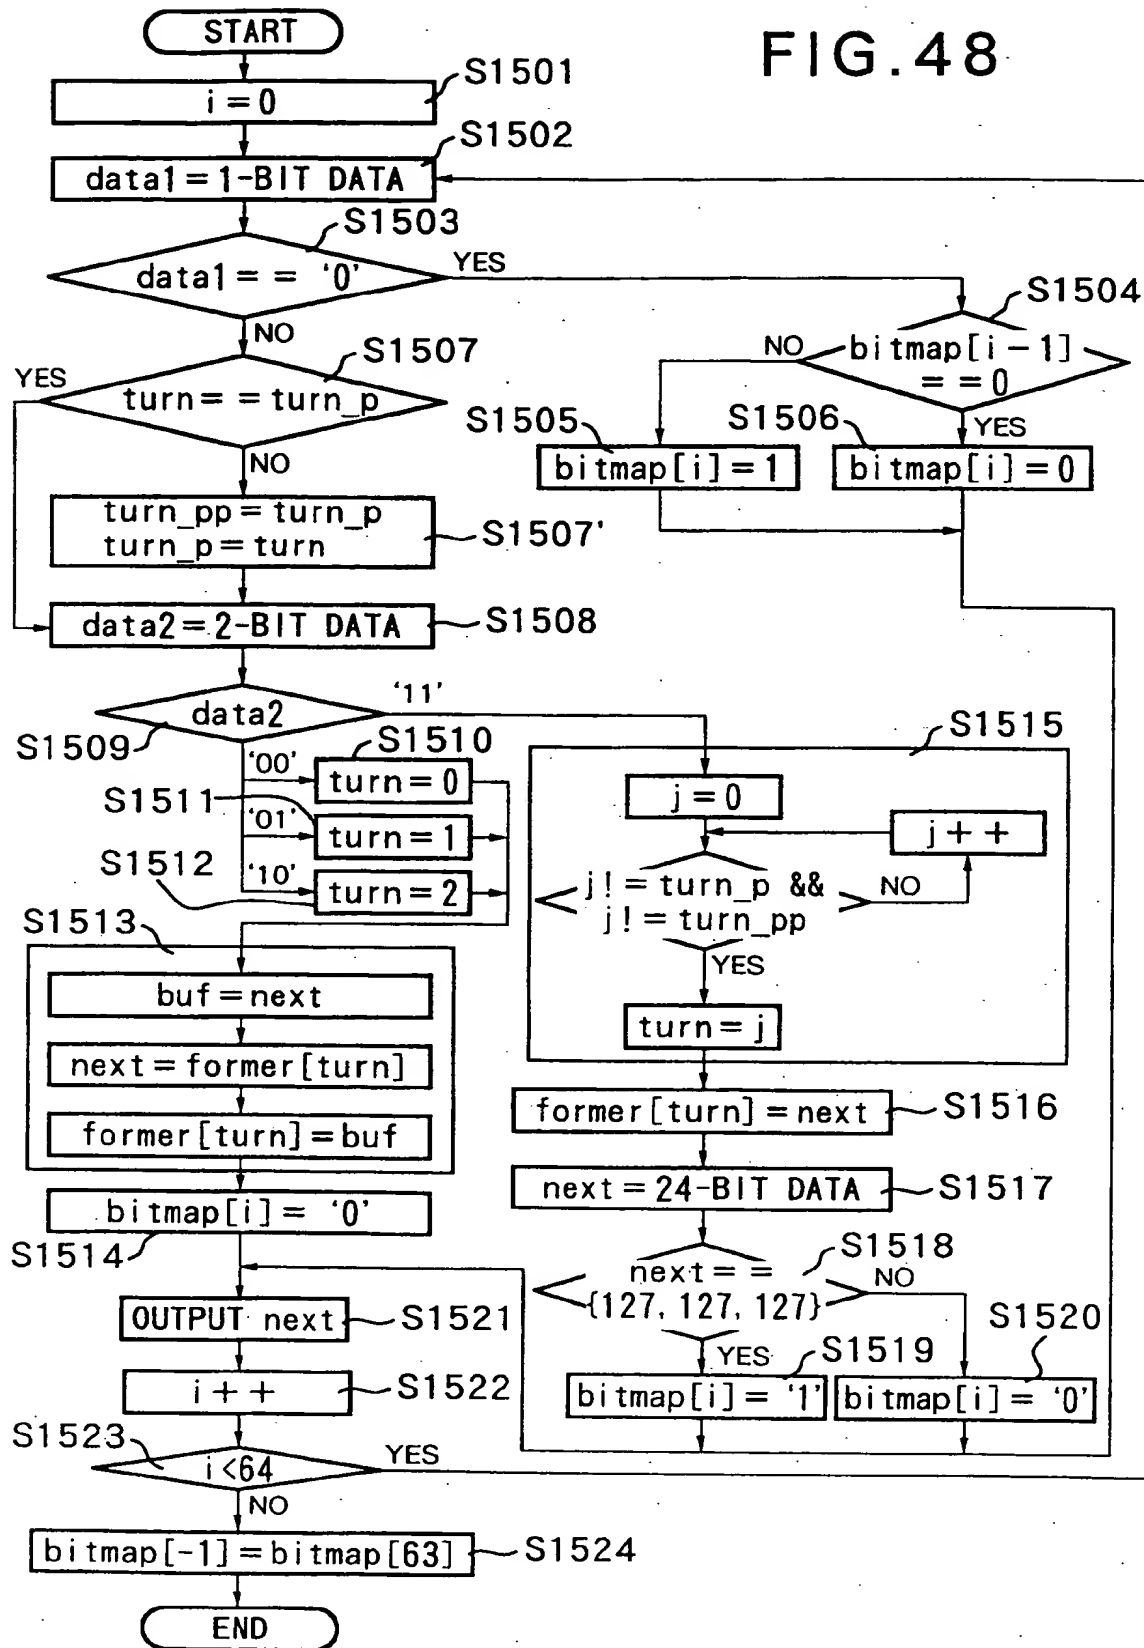 FIG.48
START
S1501
i=0
S1502
data1=1-BIT DATA
S1503
data1== '0'
YES
NO
S1504
bitmap[i-1]
==0
NO
YES
S1505
bitmap[i]=1
S1506
bitmap[i]=0
S1507
turn==turn_p
YES
NO
turn_pp=turn_p
turn_p=turn
S1507'
data2=2-BIT DATA
S1508
data2
'11'
S1509
'00'
S1510
turn=0
S1511
'01'
turn=1
S1512
'10'
turn=2
S1513
buf=next
next=former[turn]
former[turn]=buf
bitmap[i]= '0'
S1514
S1515
j=0
j++
j!=turn_p &&
j!=turn_pp
NO
YES
turn=j
former[turn]=next
S1516
next=24-BIT DATA
S1517
S1518
next==
{127, 127, 127}
NO
YES
S1519
bitmap[i]= '1'
S1520
bitmap[i]= '0'
OUTPUT next
S1521
i++
S1522
S1523
i<64
YES
NO
bitmap[-1]=bitmap[63]
S1524
END